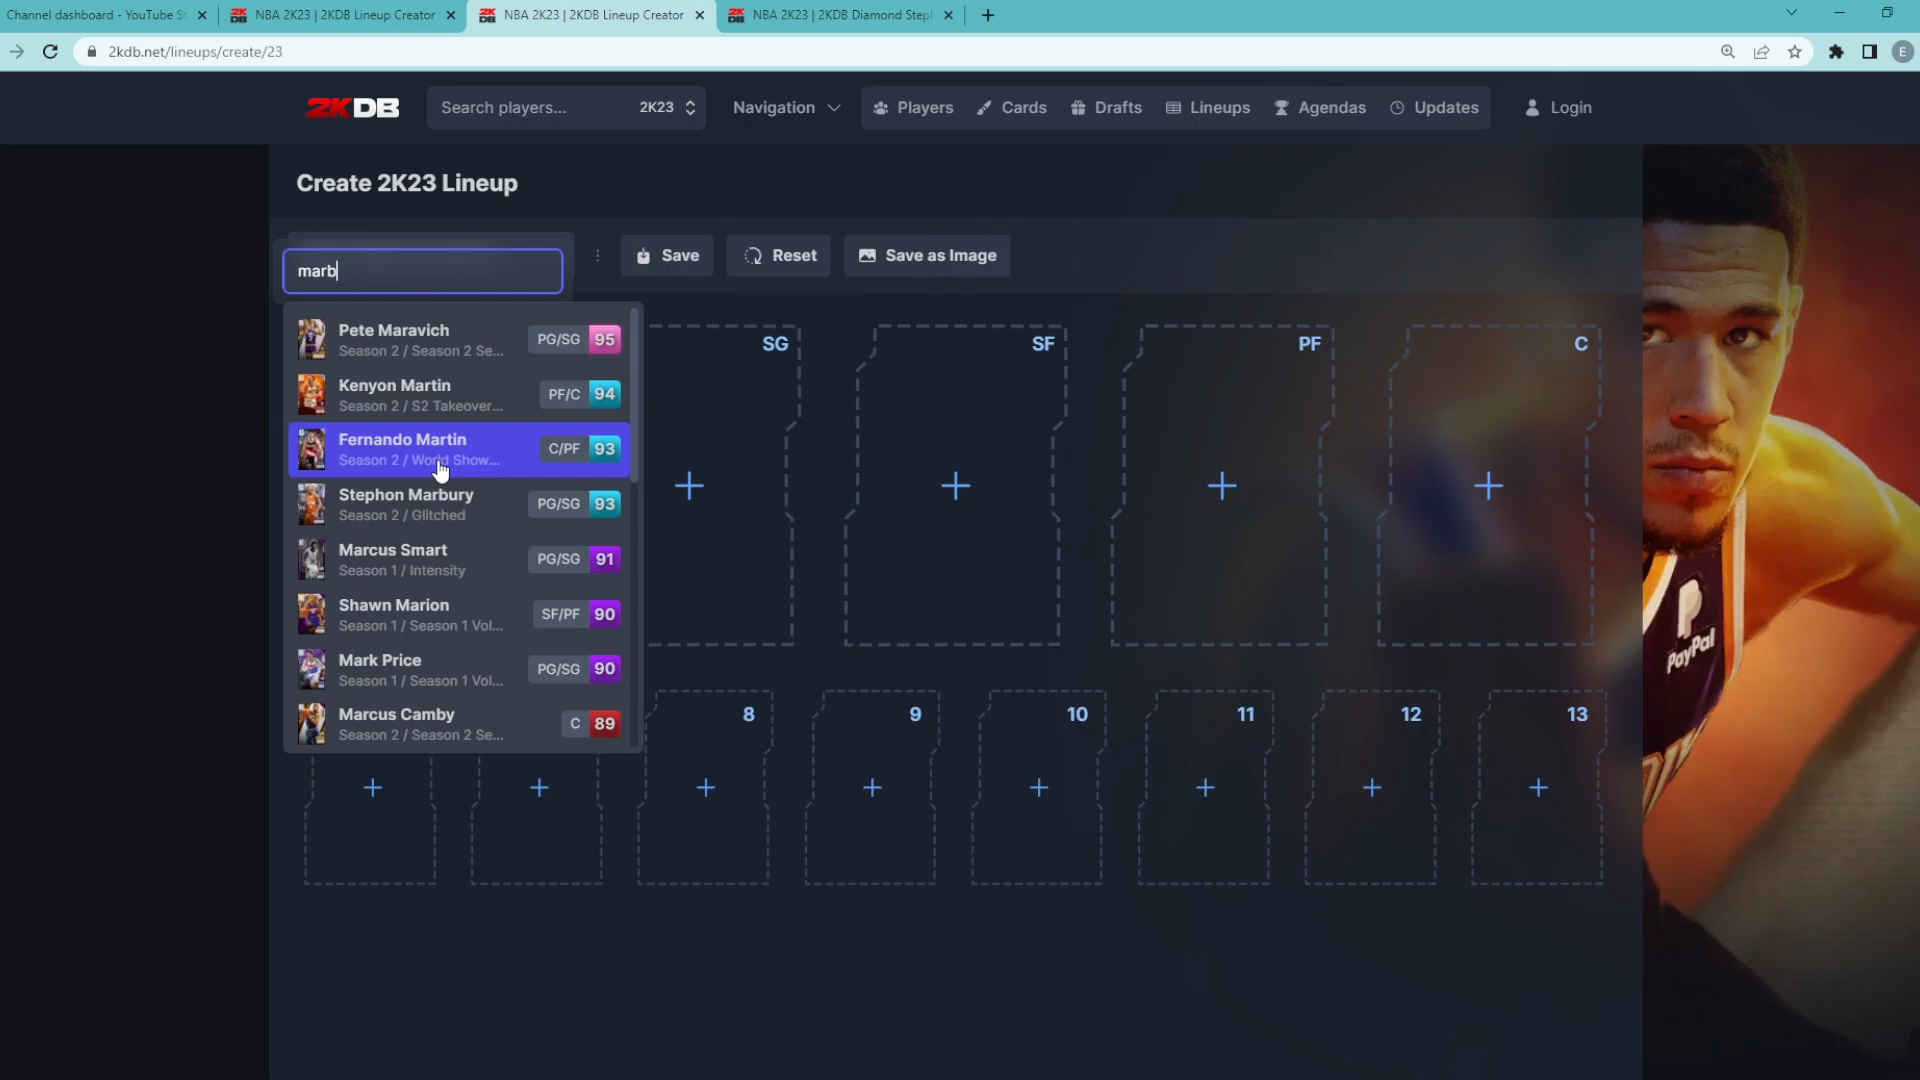 Channel dashboard - YouTube St
NBA 2K23 | 2KDB Lineup Creator
NBA 2K23 | 2KDB Lineup Creator
NBA 2K23 | 2KDB Diamond Steph
2kdb.net/lineups/create/23
E
2KDB
Search players...
2K23
Navigation
Players
Cards
Drafts
Lineups
Agendas
Updates
Login
Create 2K23 Lineup
marb
Save
Reset
Save as Image
Pete Maravich
Season 2 / Season 2 Se...
PG/SG 95
Kenyon Martin
Season 2 / S2 Takeover...
PF/C 94
Fernando Martin
Season 2 / World Show...
C/PF 93
Stephon Marbury
Season 2 / Glitched
PG/SG 93
Marcus Smart
Season 1 / Intensity
PG/SG 91
Shawn Marion
Season 1 / Season 1 Vol...
SF/PF 90
Mark Price
Season 1 / Season 1 Vol...
PG/SG 90
Marcus Camby
Season 2 / Season 2 Se...
C 89
SG
SF
PF
C
8
9
10
11
12
13
PayPal